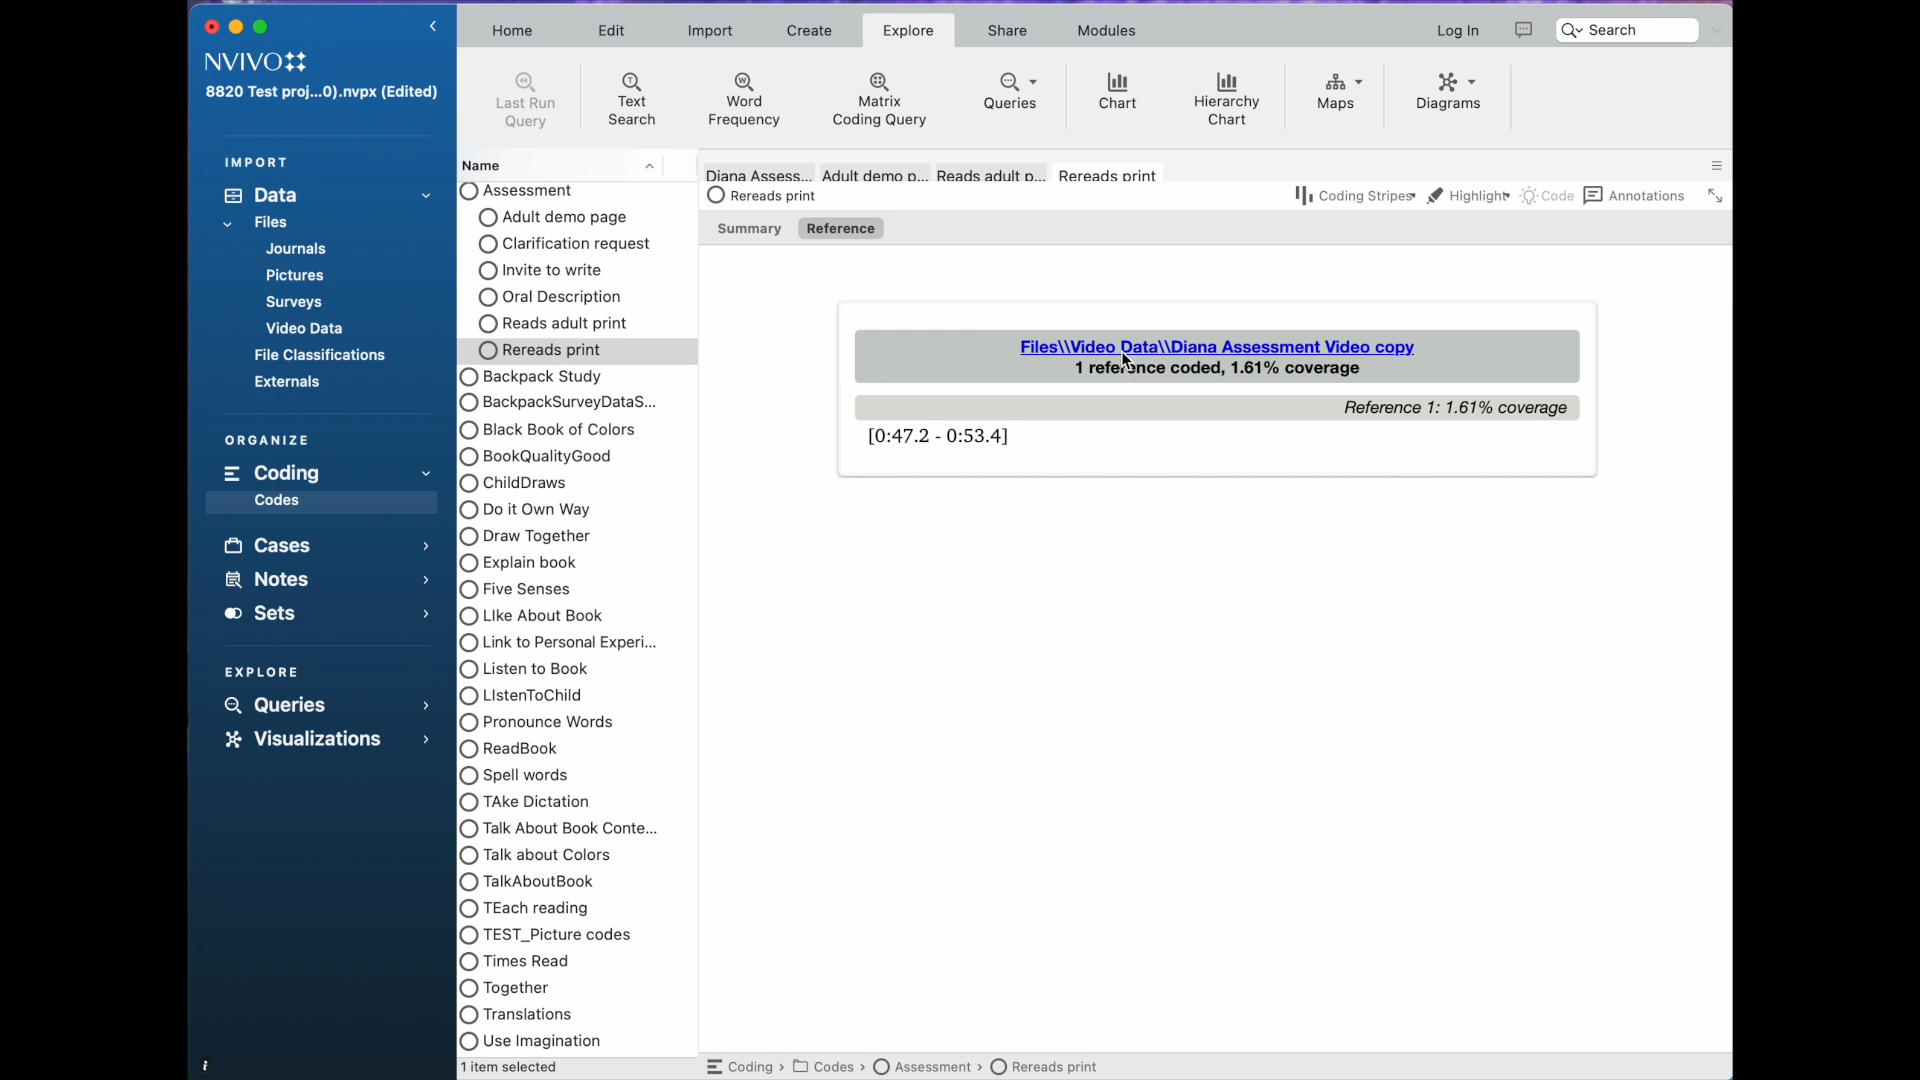 NVIVO
8820 Test proj...0).nvpx (Edited)
IMPORT
Data
Files
Journals
Pictures
Surveys
Video Data
File Classifications
Externals
ORGANIZE
Coding
Codes
Cases
Notes
Sets
EXPLORE
Queries
Visualizations
Home
Edit
Import
Create
Explore
Share
Modules
Log In
Search
Last Run
Query
Text
Search
Word
Frequency
Matrix
Coding Query
Queries
Chart
Hierarchy
Chart
Maps
Diagrams
Name
Assessment
Adult demo page
Clarification request
Invite to write
Oral Description
Reads adult print
Rereads print
Backpack Study
BackpackSurveyDataS...
Black Book of Colors
BookQualityGood
ChildDraws
Do it Own Way
Draw Together
Explain book
Five Senses
LIke About Book
Link to Personal Experi...
Listen to Book
LIstenToChild
Pronounce Words
ReadBook
Spell words
TAke Dictation
Talk About Book Conte...
Talk about Colors
TalkAboutBook
TEach reading
TEST_Picture codes
Times Read
Together
Translations
Use Imagination
1 item selected
Diana Assess...
Adult demo p...
Reads adult p...
Rereads print
Rereads print
Coding Stripes
Highlight
Code
Annotations
Summary
Reference
Files\\Video Data\\Diana Assessment Video copy
1 reference coded, 1.61% coverage
Reference 1: 1.61% coverage
[0:47.2 - 0:53.4]
Coding › Codes › Assessment › Rereads print